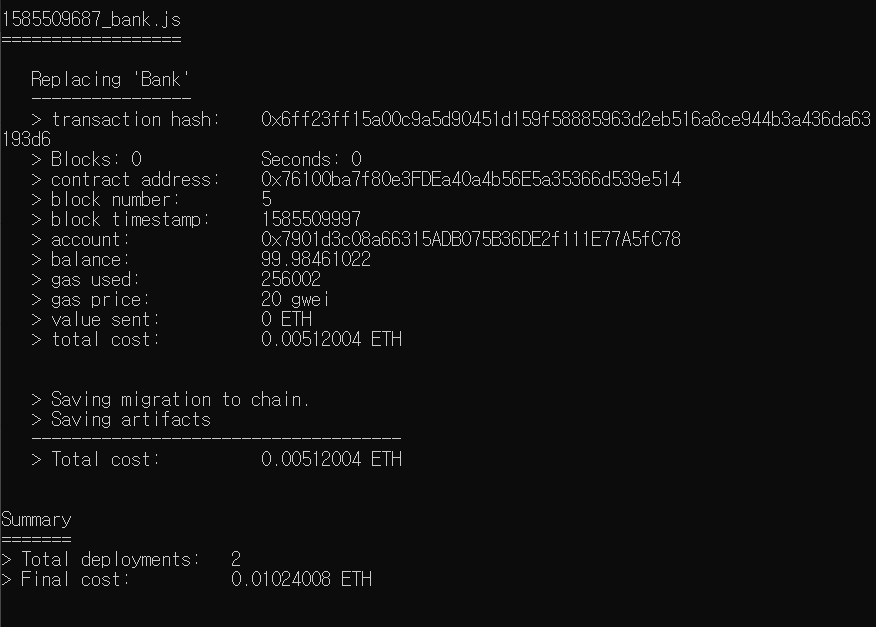 1585509687_bank.js
==================
Replacing 'Bank'
----------------
> transaction hash: 0x6ff23ff15a00c9a5d90451d159f58885963d2eb516a8ce944b3a436da63
193d6
> Blocks: 0 Seconds: 0
> contract address: 0x76100ba7f80e3FDEa40a4b56E5a35366d539e514
> block number: 5
> block timestamp: 1585509997
> account: 0x7901d3c08a66315ADB075B36DE2f111E77A5fC78
> balance: 99.98461022
> gas used: 256002
> gas price: 20 gwei
> value sent: 0 ETH
> total cost: 0.00512004 ETH
> Saving migration to chain.
> Saving artifacts
-------------------------------------
> Total cost: 0.00512004 ETH
Summary
=======
> Total deployments: 2
> Final cost: 0.01024008 ETH